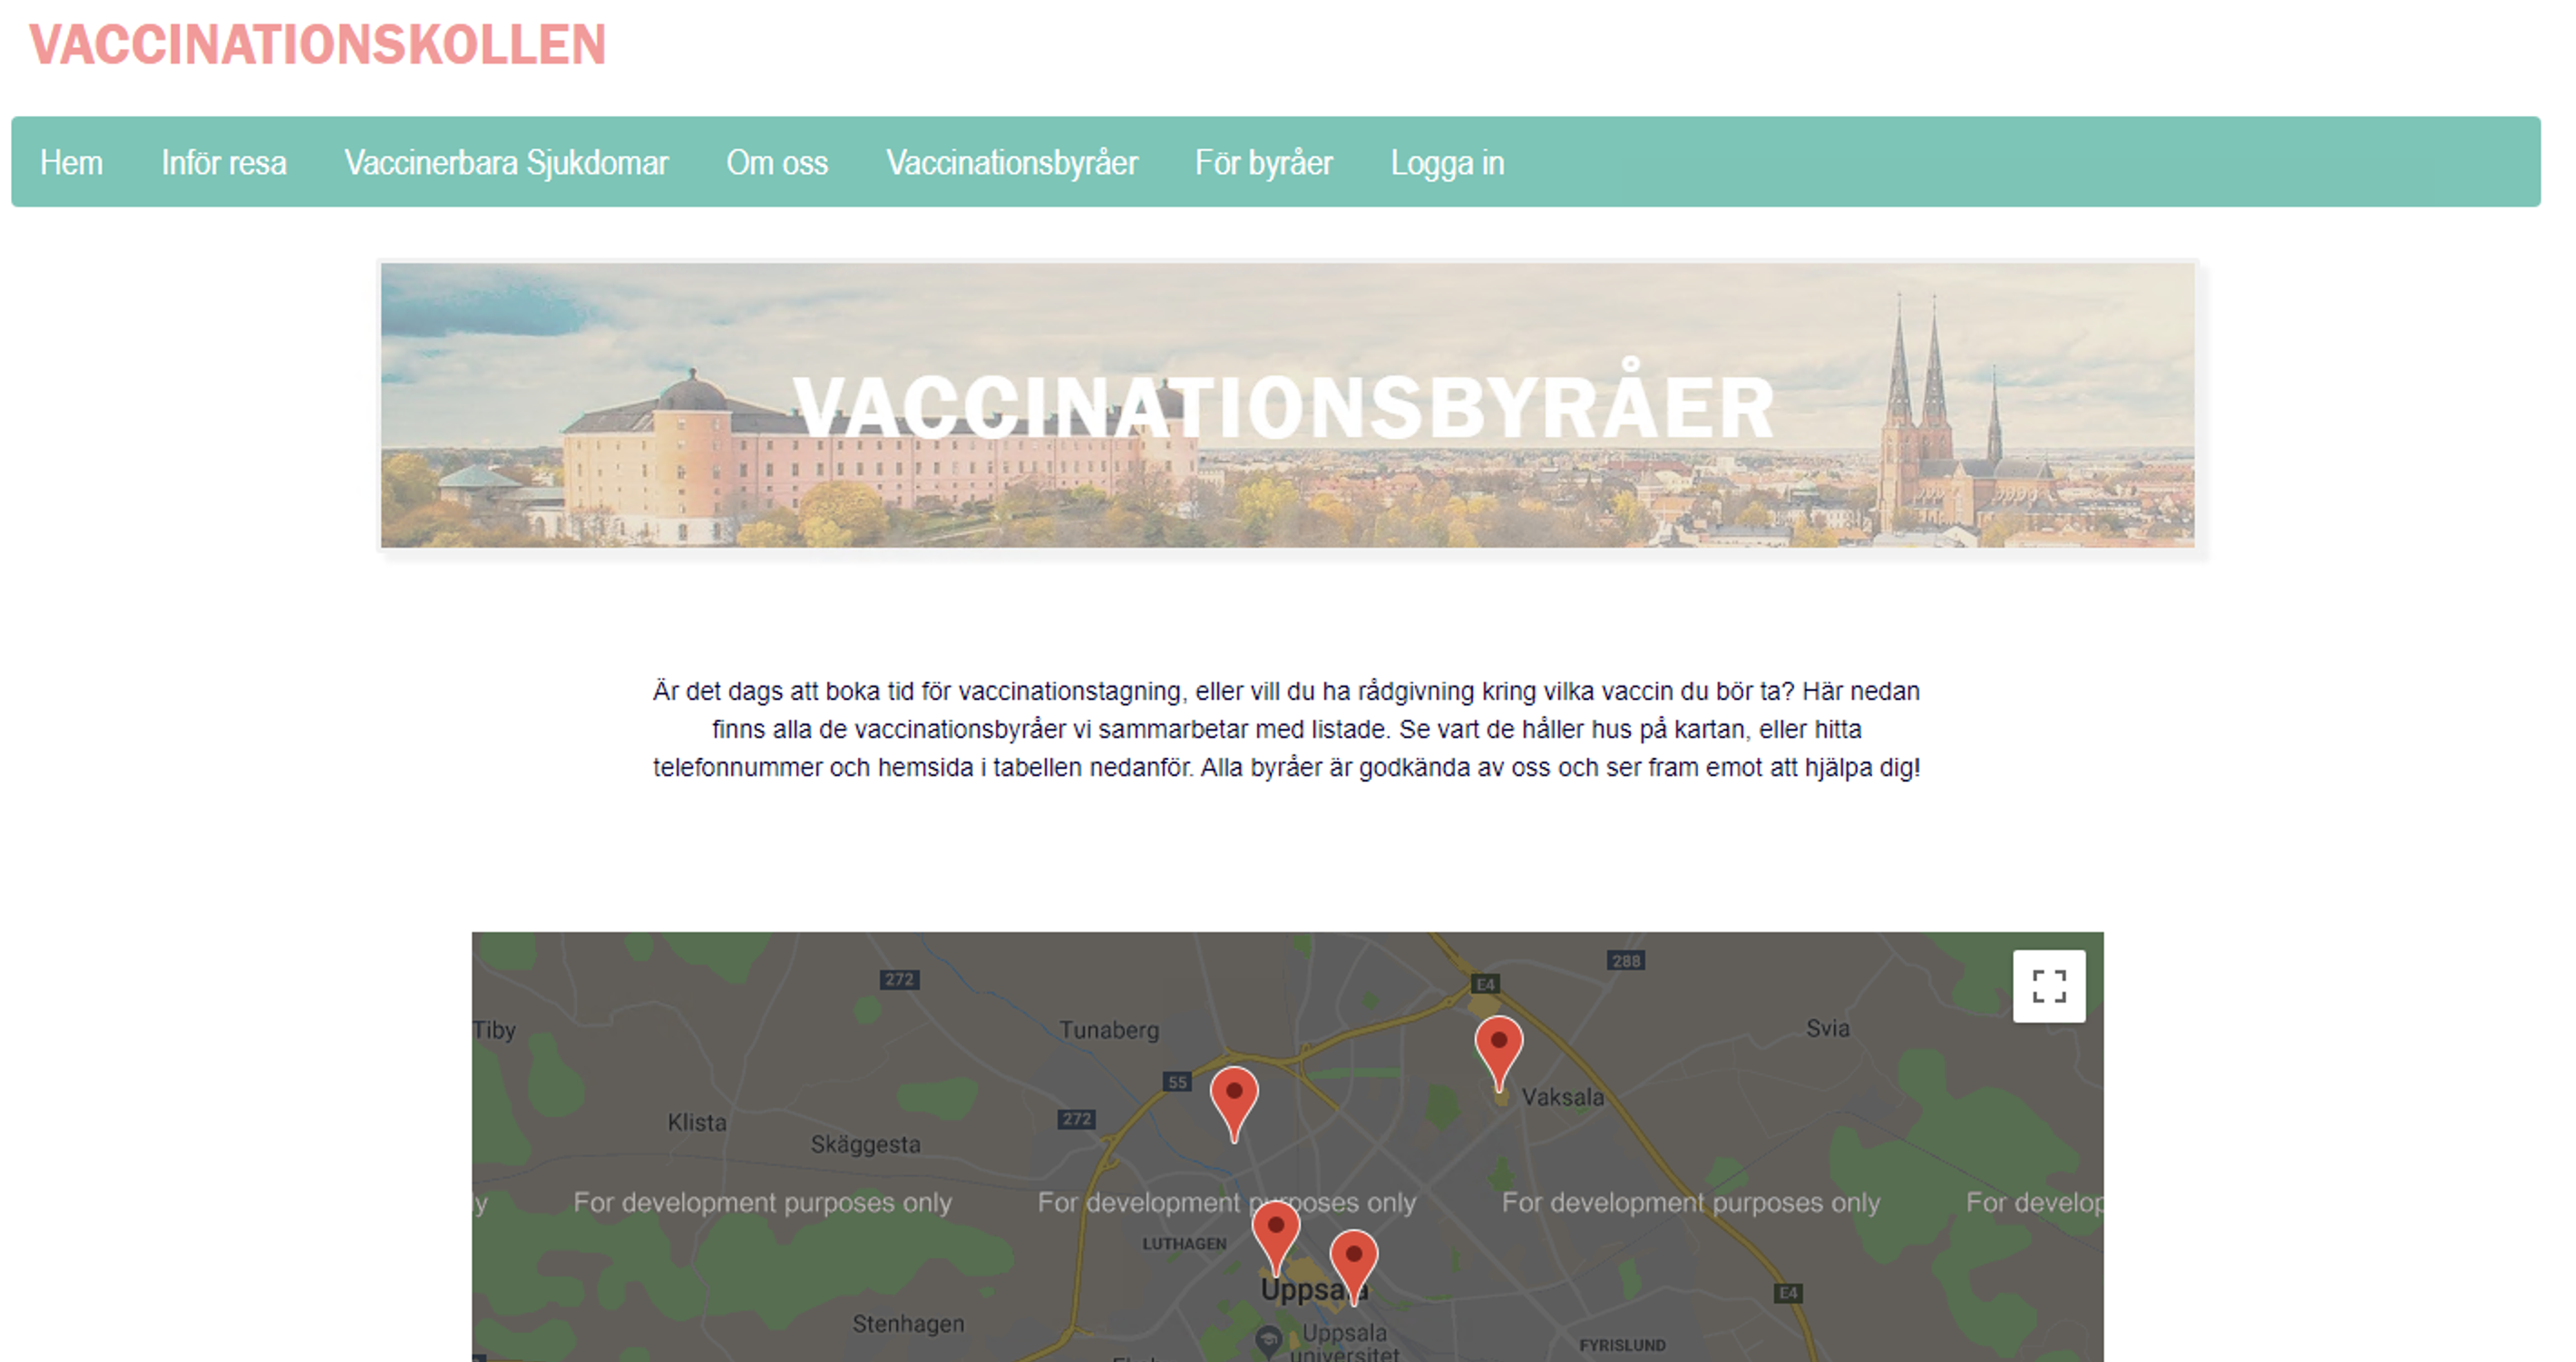 VACCINATIONSKOLLEN
Hem Inför resa Vaccinerbara Sjukdomar Om oss Vaccinationsbyråer För byråer Logga in
VACCINATIONSBYRÅER
Är det dags att boka tid för vaccinationstagning, eller vill du ha rådgivning kring vilka vaccin du bör ta? Här nedan
finns alla de vaccinationsbyråer vi sammarbetar med listade. Se vart de håller hus på kartan, eller hitta
telefonnummer och hemsida i tabellen nedanför. Alla byråer är godkända av oss och ser fram emot att hjälpa dig!
288
272
E4
Tiby
Tunaberg
Svia
55
Vaksala
272
Klista
Skäggesta
ly For development purposes only For development purposes only For development purposes only For develop
LUTHAGEN
Uppsala
E4
Stenhagen
Uppsala
universitet
FYRISLUND